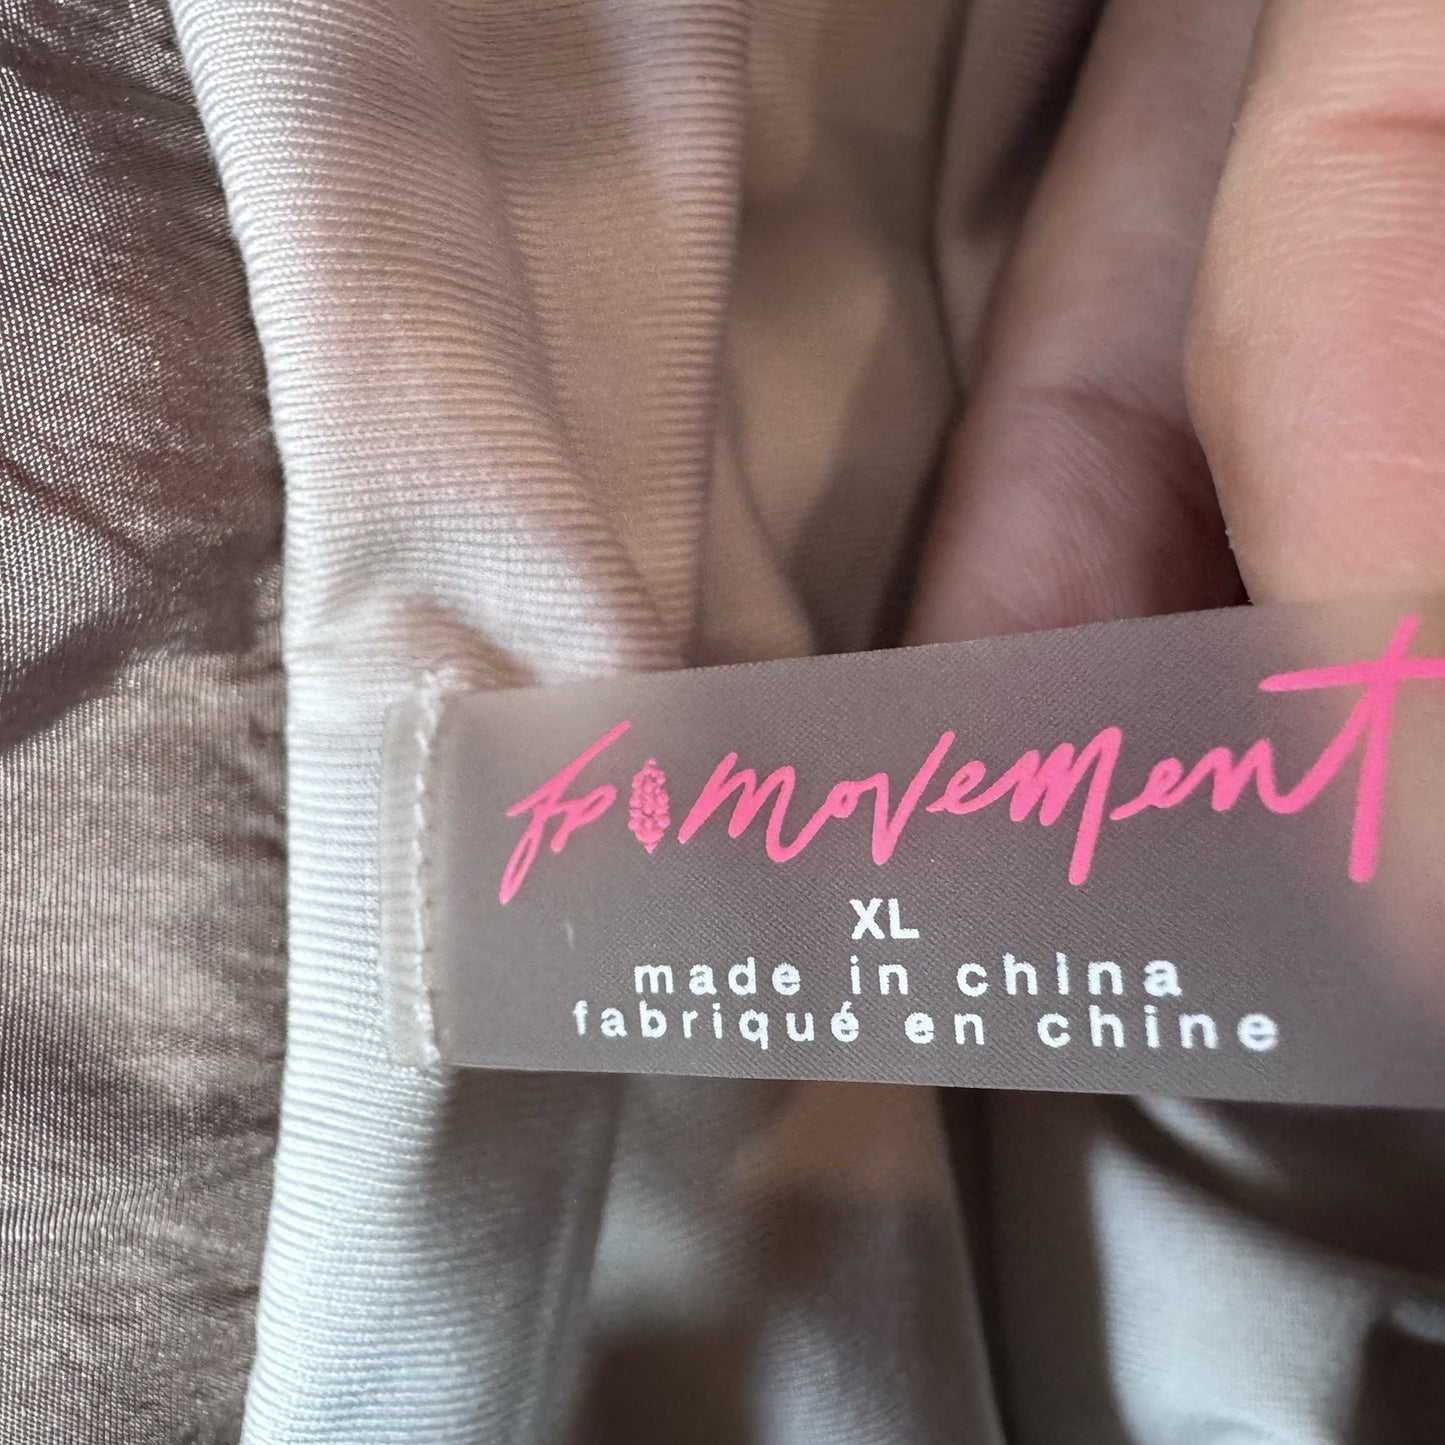 fp movement
XL
made in china
fabriqué en chine